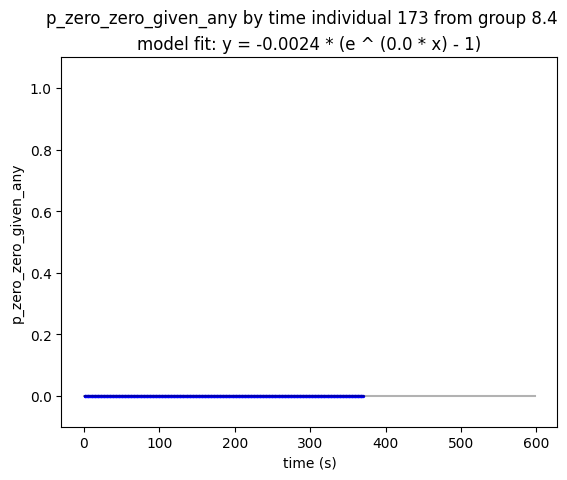 p_zero_zero_given_any by time individual 173 from group 8.4
model fit: y = -0.0024 * (e ^ (0.0 * x) - 1)
1.0
0.8
0.6
0.4
0.2
0.0
p_zero_zero_given_any
0 100 200 300 400 500 600
time (s)